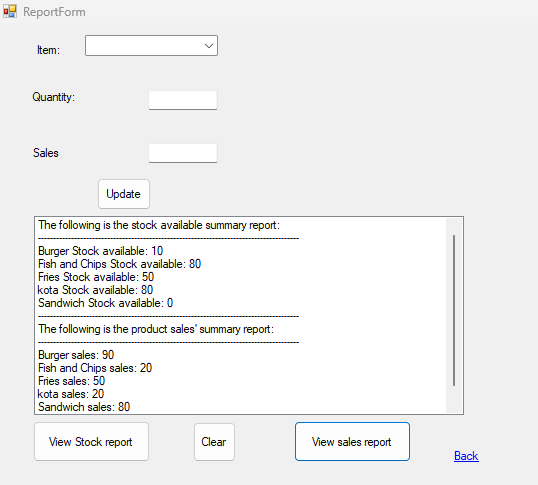 ReportForm
Item:
Quantity:
Sales
Update
The following is the stock available summary report:
--------------------------------------------------------------------------------------
Burger Stock available: 10
Fish and Chips Stock available: 80
Fries Stock available: 50
kota Stock available: 80
Sandwich Stock available: 0
--------------------------------------------------------------------------------------
The following is the product sales' summary report:
--------------------------------------------------------------------------------------
Burger sales: 90
Fish and Chips sales: 20
Fries sales: 50
kota sales: 20
Sandwich sales: 80
View Stock report
Clear
View sales report
Back